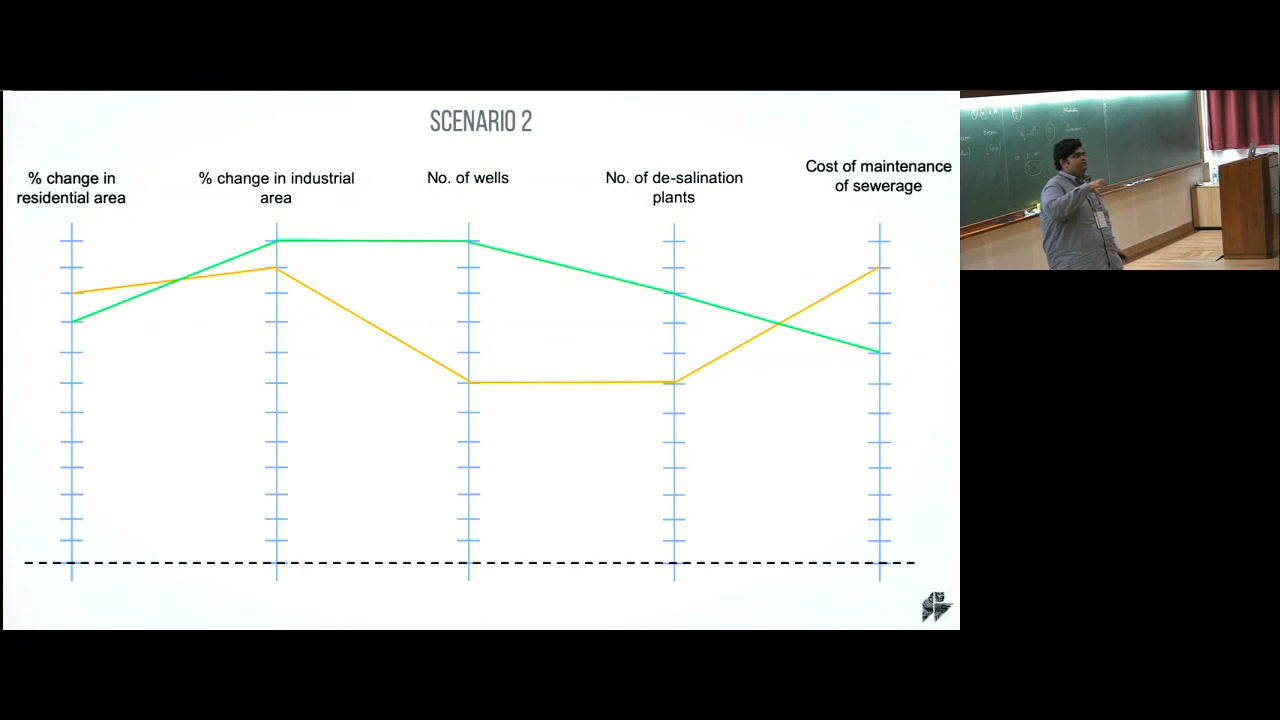 SCENARIO 2
% change in
residential area
% change in industrial
area
No. of wells
No. of de-salination
plants
Cost of maintenance
of sewerage